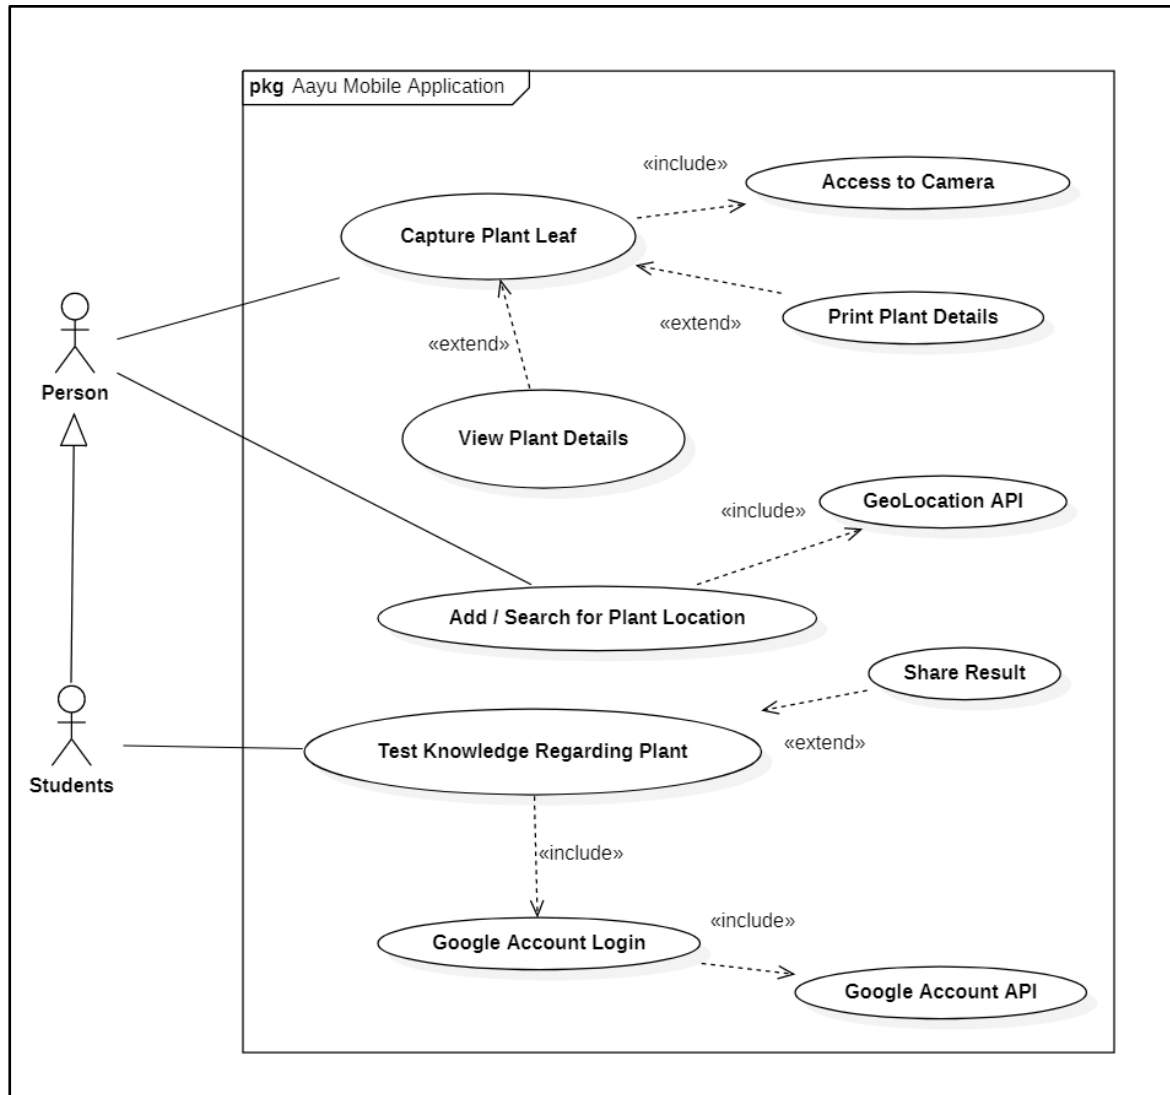 pkg Aayu Mobile Application
«include»
Access to Camera
Capture Plant Leaf
Print Plant Details
«extend»
«extend»
Person
View Plant Details
GeoLocation API
«include»
Add / Search for Plant Location
Share Result
«extend»
Test Knowledge Regarding Plant
Students
«include»
«include»
Google Account Login
Google Account API